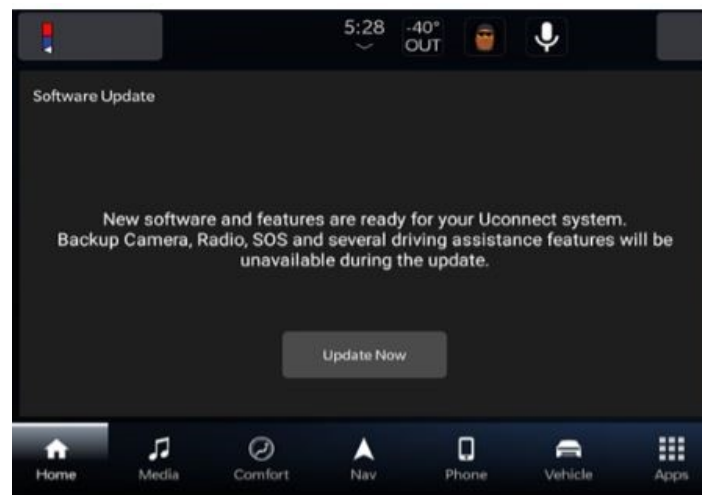 5:28
-40°
OUT
Software Update
New software and features are ready for your Uconnect system.
Backup Camera, Radio, SOS and several driving assistance features will be
unavailable during the update.
Update Now
Home Media Comfort Nav Phone Vehicle Apps